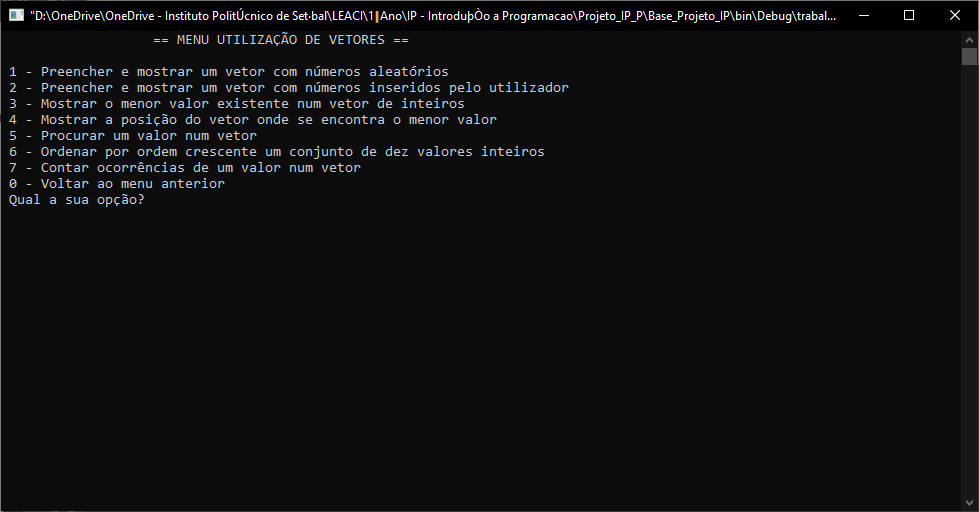 "D:\OneDrive\OneDrive - Instituto PolitÚcnico de Set·bal\LEACI\1║Ano\IP - IntroduþÒo a Programacao\Projeto_IP_P\Base_Projeto_IP\bin\Debug\trabal...
== MENU UTILIZAÇÃO DE VETORES ==
1 - Preencher e mostrar um vetor com números aleatórios
2 - Preencher e mostrar um vetor com números inseridos pelo utilizador
3 - Mostrar o menor valor existente num vetor de inteiros
4 - Mostrar a posição do vetor onde se encontra o menor valor
5 - Procurar um valor num vetor
6 - Ordenar por ordem crescente um conjunto de dez valores inteiros
7 - Contar ocorrências de um valor num vetor
0 - Voltar ao menu anterior
Qual a sua opção?